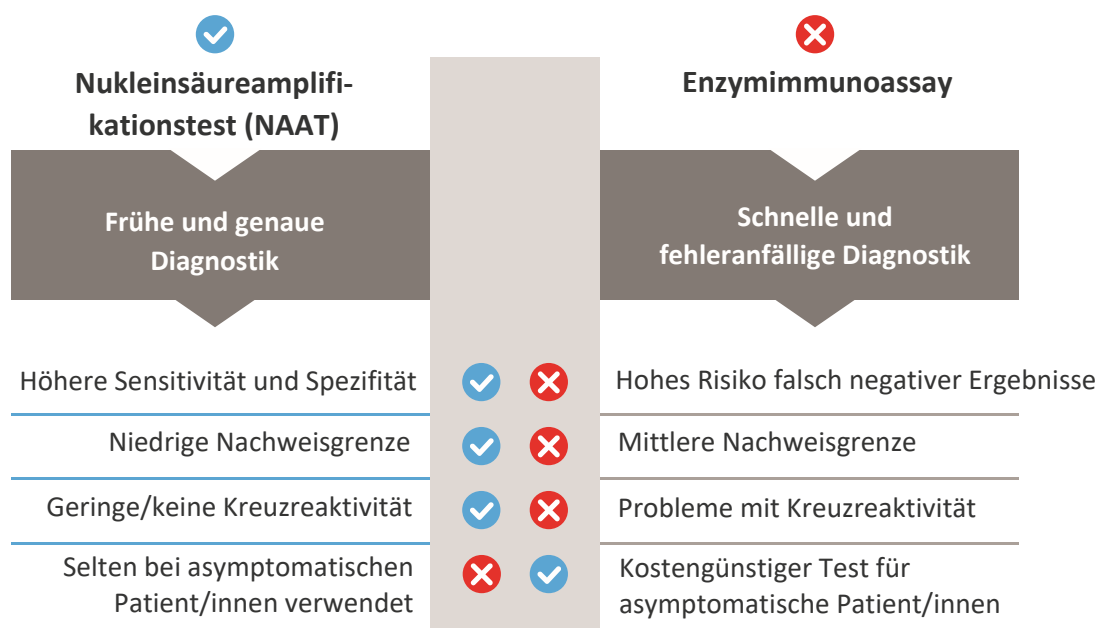 Nukleinsäureamplifi-
kationstest (NAAT)
Enzymimmunoassay
Frühe und genaue
Diagnostik
Schnelle und
fehleranfällige Diagnostik
Höhere Sensitivität und Spezifität
Hohes Risiko falsch negativer Ergebnisse
Niedrige Nachweisgrenze
Mittlere Nachweisgrenze
Geringe/keine Kreuzreaktivität
Probleme mit Kreuzreaktivität
Selten bei asymptomatischen
Patient/innen verwendet
Kostengünstiger Test für
asymptomatische Patient/innen